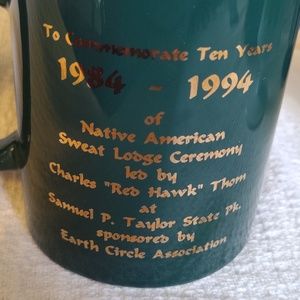 To Commemorate Ten Years
1984 - 1994
of
Native American
Sweat Lodge Ceremony
led by
Charles "Red Hawk" Thom
at
Samuel P. Taylor State Pk.
sponsored by
Earth Circle Association